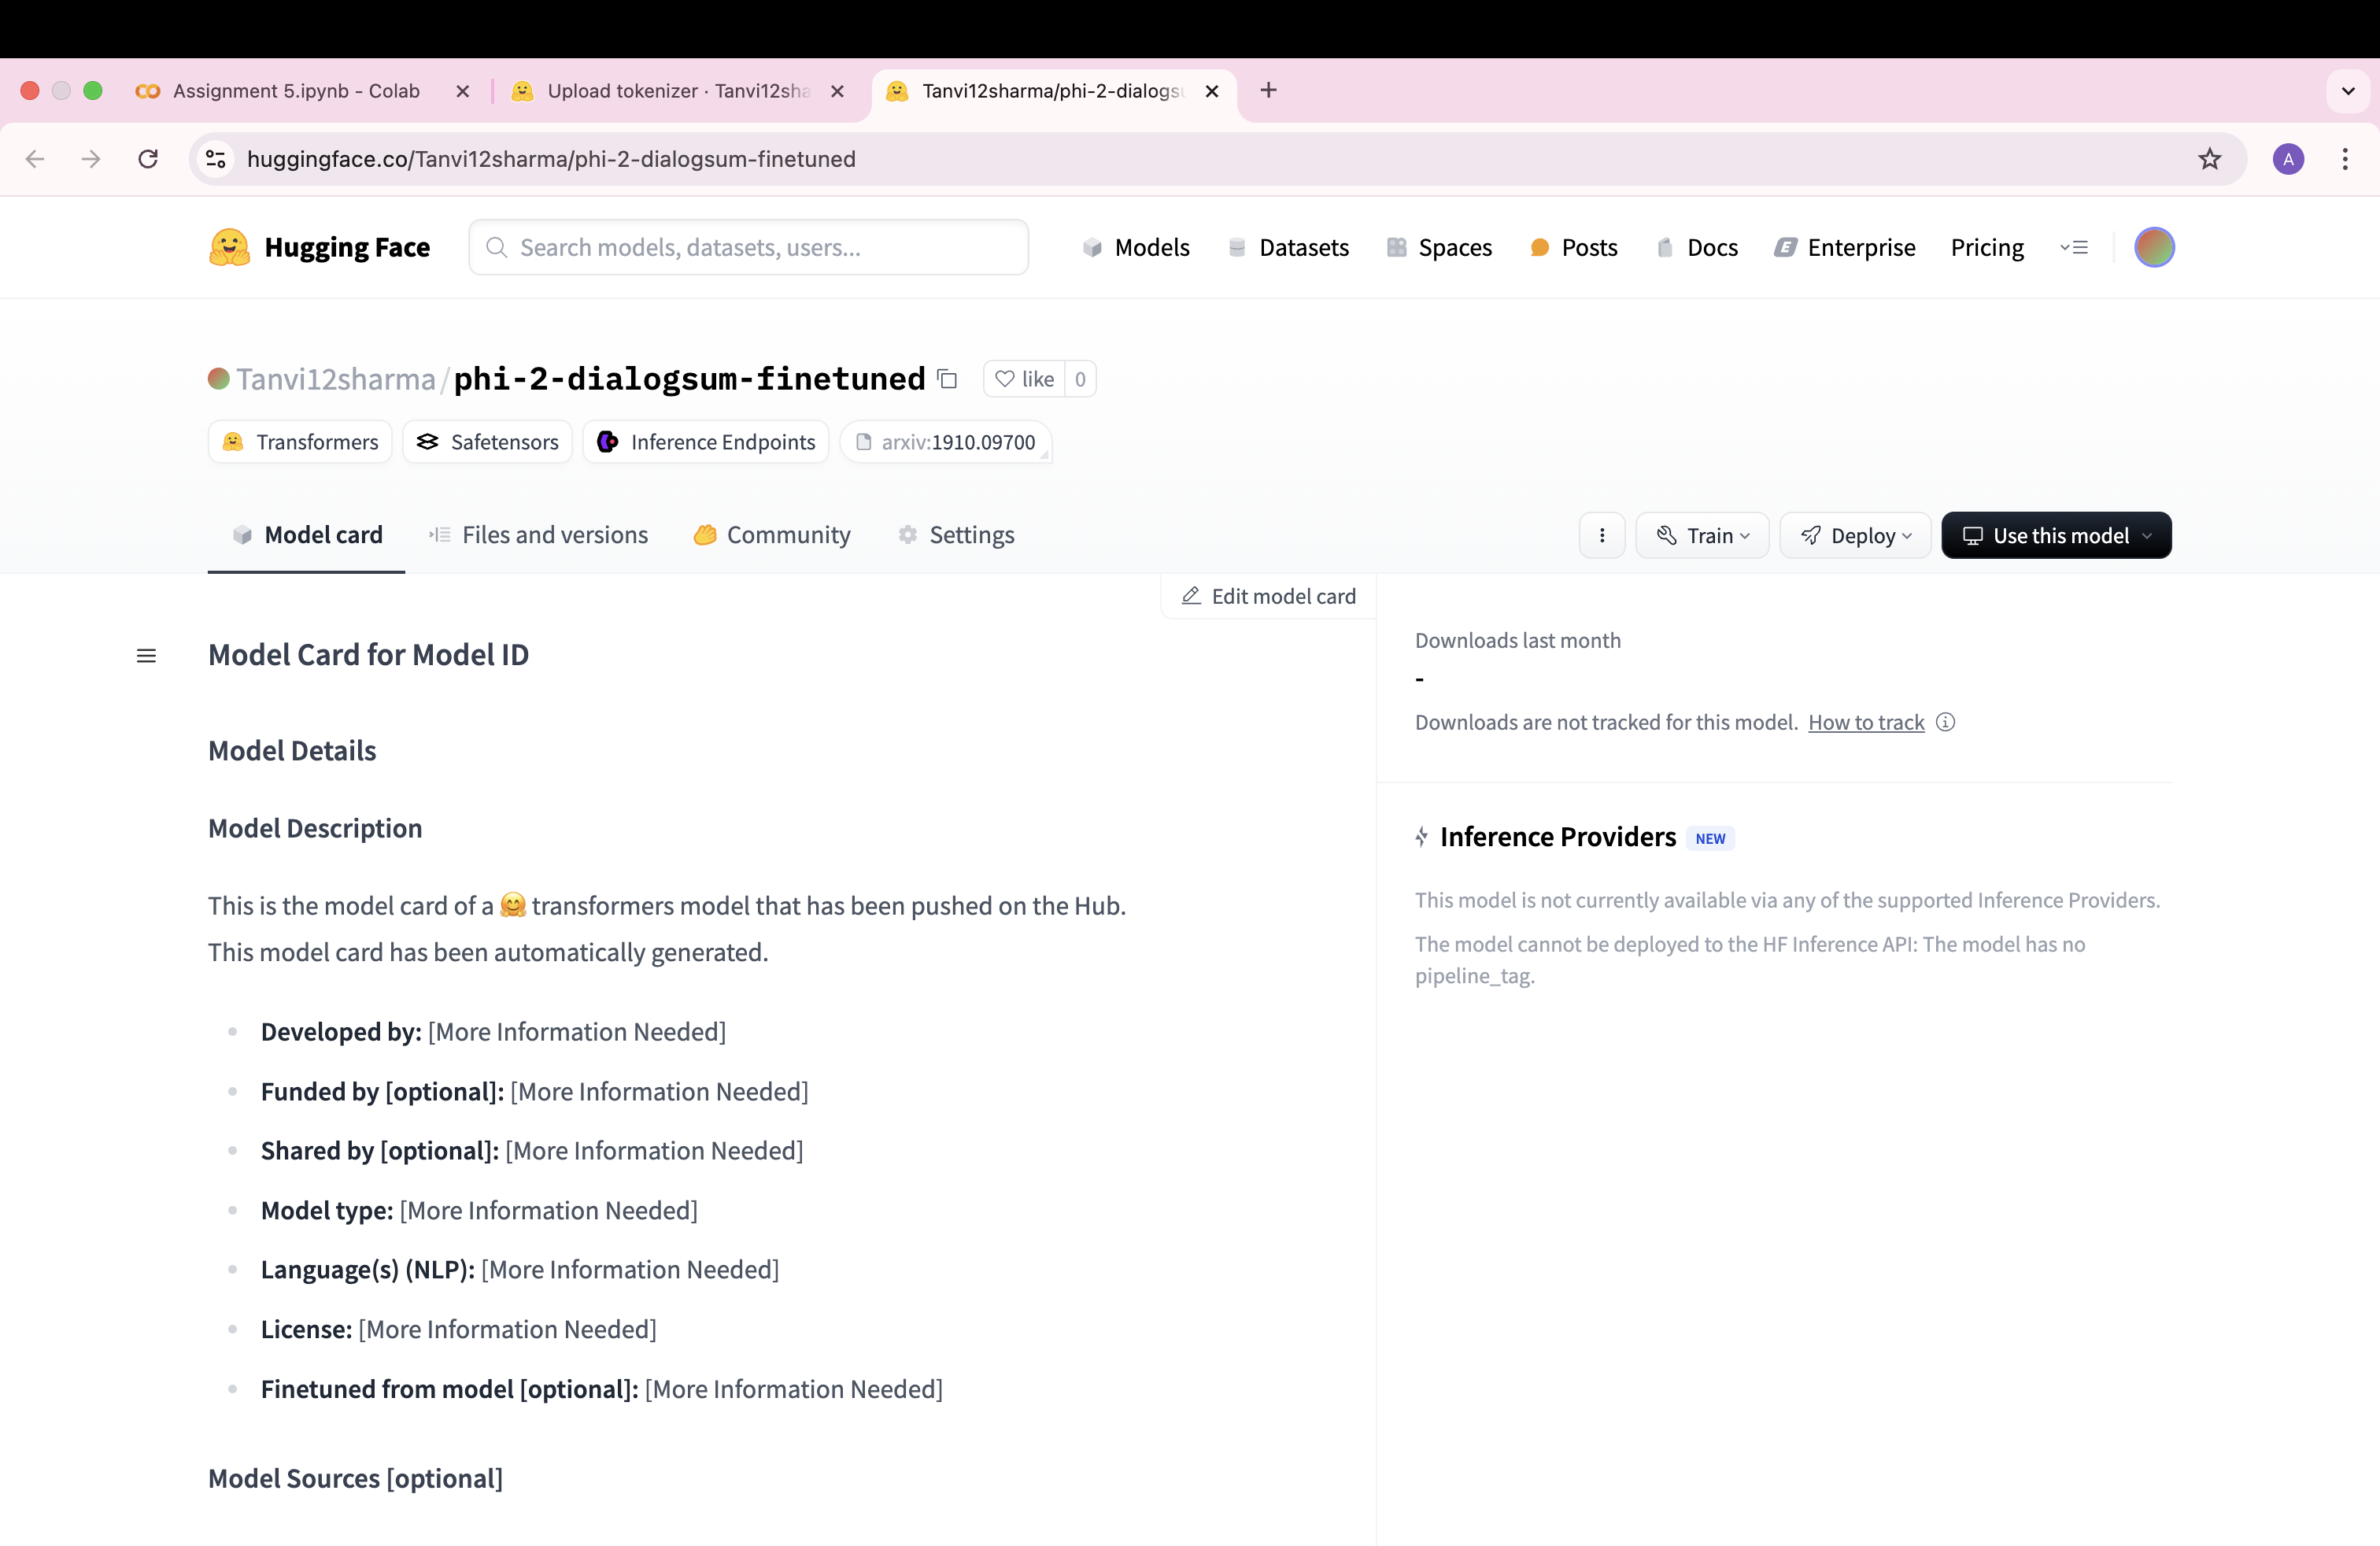 Assignment 5.ipynb - Colab
Upload tokenizer · Tanvi12sha
Tanvi12sharma/phi-2-dialogsu
huggingface.co/Tanvi12sharma/phi-2-dialogsum-finetuned
A
Hugging Face
Search models, datasets, users...
Models
Datasets
Spaces
Posts
Docs
Enterprise
Pricing
Tanvi12sharma/phi-2-dialogsum-finetuned
like 0
Transformers
Safetensors
Inference Endpoints
arxiv:1910.09700
Model card
Files and versions
Community
Settings
Train
Deploy
Use this model
Edit model card
Model Card for Model ID
Model Details
Model Description
This is the model card of a 🤗 transformers model that has been pushed on the Hub.
This model card has been automatically generated.
Developed by: [More Information Needed]
Funded by [optional]: [More Information Needed]
Shared by [optional]: [More Information Needed]
Model type: [More Information Needed]
Language(s) (NLP): [More Information Needed]
License: [More Information Needed]
Finetuned from model [optional]: [More Information Needed]
Model Sources [optional]
Downloads last month
-
Downloads are not tracked for this model. How to track
Inference Providers NEW
This model is not currently available via any of the supported Inference Providers.
The model cannot be deployed to the HF Inference API: The model has no
pipeline_tag.